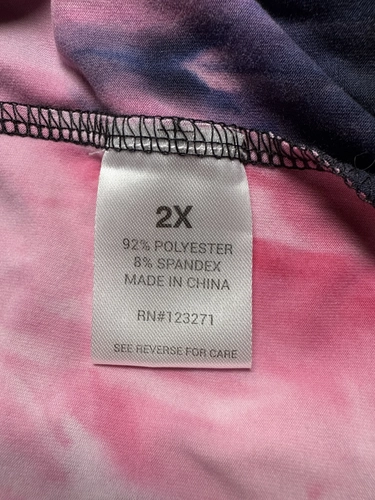 2X
92% POLYESTER
8% SPANDEX
MADE IN CHINA
RN#123271
SEE REVERSE FOR CARE